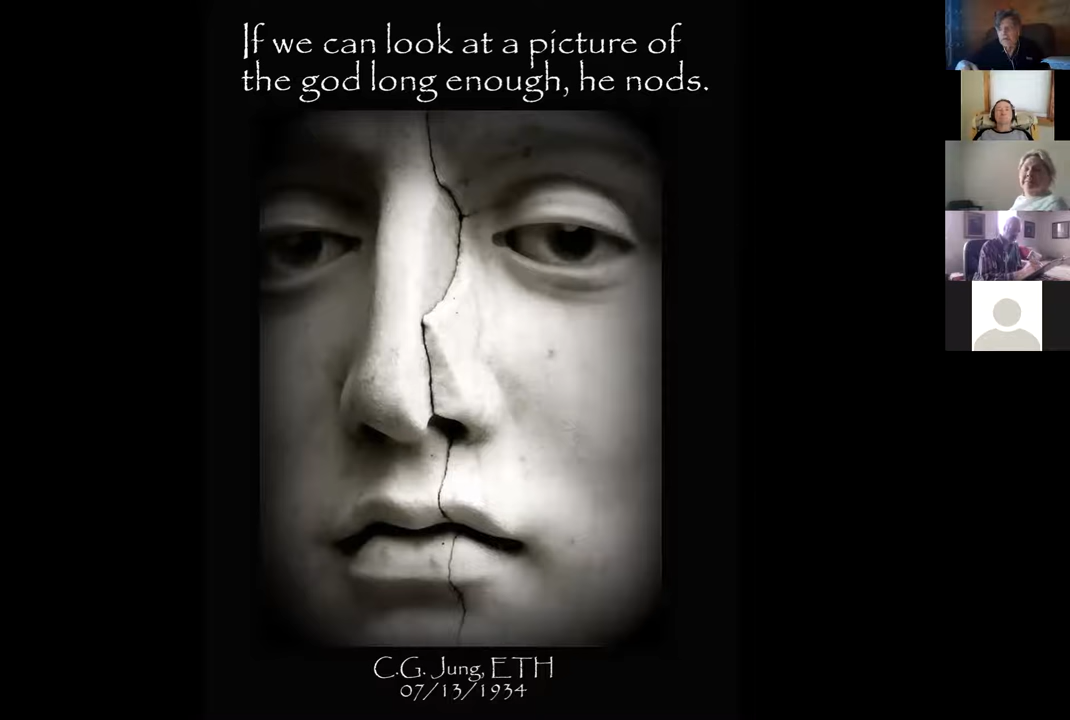 If we can look at a picture of
the god long enough, he nods.
C.G. Jung, ETH
07/13/1934